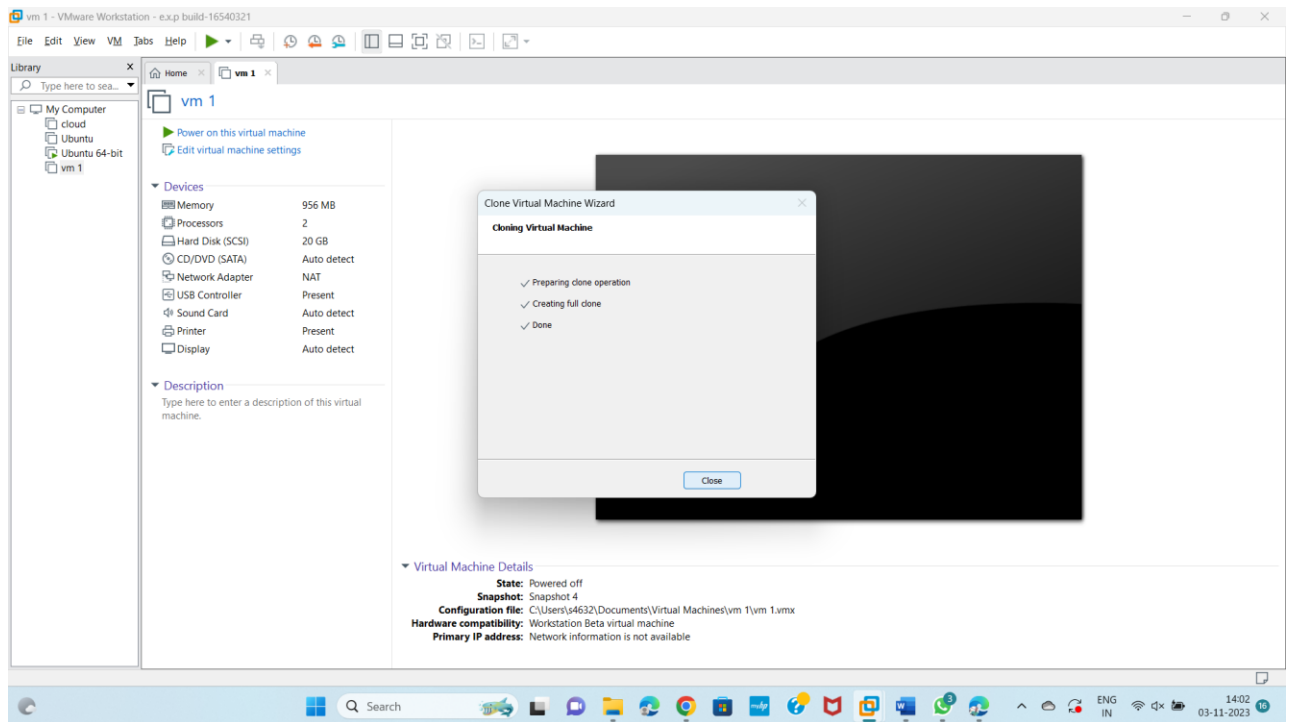 vm 1 - VMware Workstation - e.x.p build-16540321
File Edit View VM Tabs Help
Library x
Home × vm 1 ×
Type here to sea...
My Computer
cloud
Ubuntu
Ubuntu 64-bit
vm 1
vm 1
Power on this virtual machine
Edit virtual machine settings
Devices
Memory 956 MB
Processors 2
Hard Disk (SCSI) 20 GB
CD/DVD (SATA) Auto detect
Network Adapter NAT
USB Controller Present
Sound Card Auto detect
Printer Present
Display Auto detect
Description
Type here to enter a description of this virtual
machine.
Clone Virtual Machine Wizard
Cloning Virtual Machine
Preparing clone operation
Creating full clone
Done
Close
Virtual Machine Details
State: Powered off
Snapshot: Snapshot 4
Configuration file: C:\Users\s4632\Documents\Virtual Machines\vm 1\vm 1.vmx
Hardware compatibility: Workstation Beta virtual machine
Primary IP address: Network information is not available
Search
3
ENG
IN
14:02
03-11-2023
16